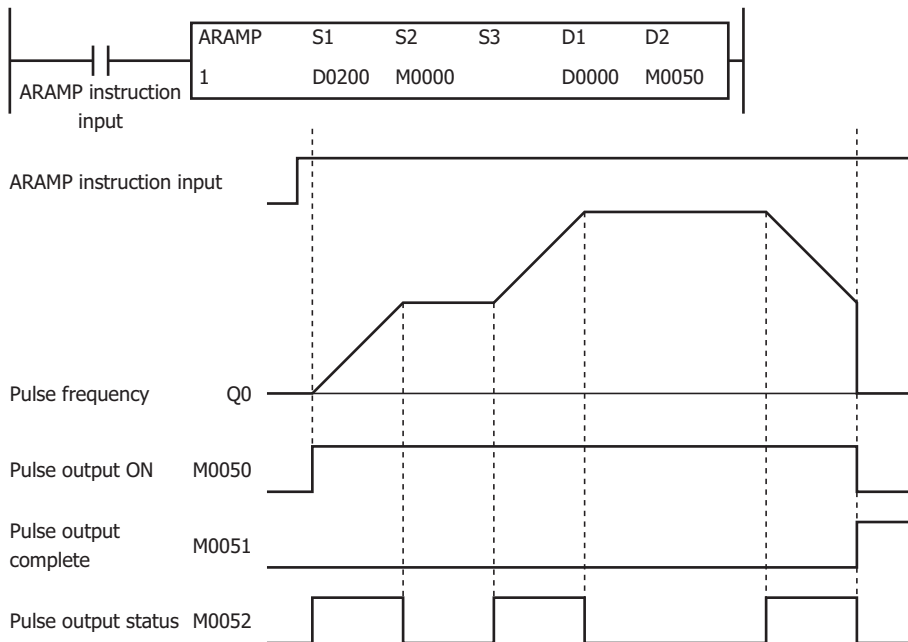 ARAMP S1 S2 S3 D1 D2
1 D0200 M0000 D0000 M0050
ARAMP instruction
input
ARAMP instruction input
Pulse frequency Q0
Pulse output ON M0050
Pulse output
complete
M0051
Pulse output status M0052